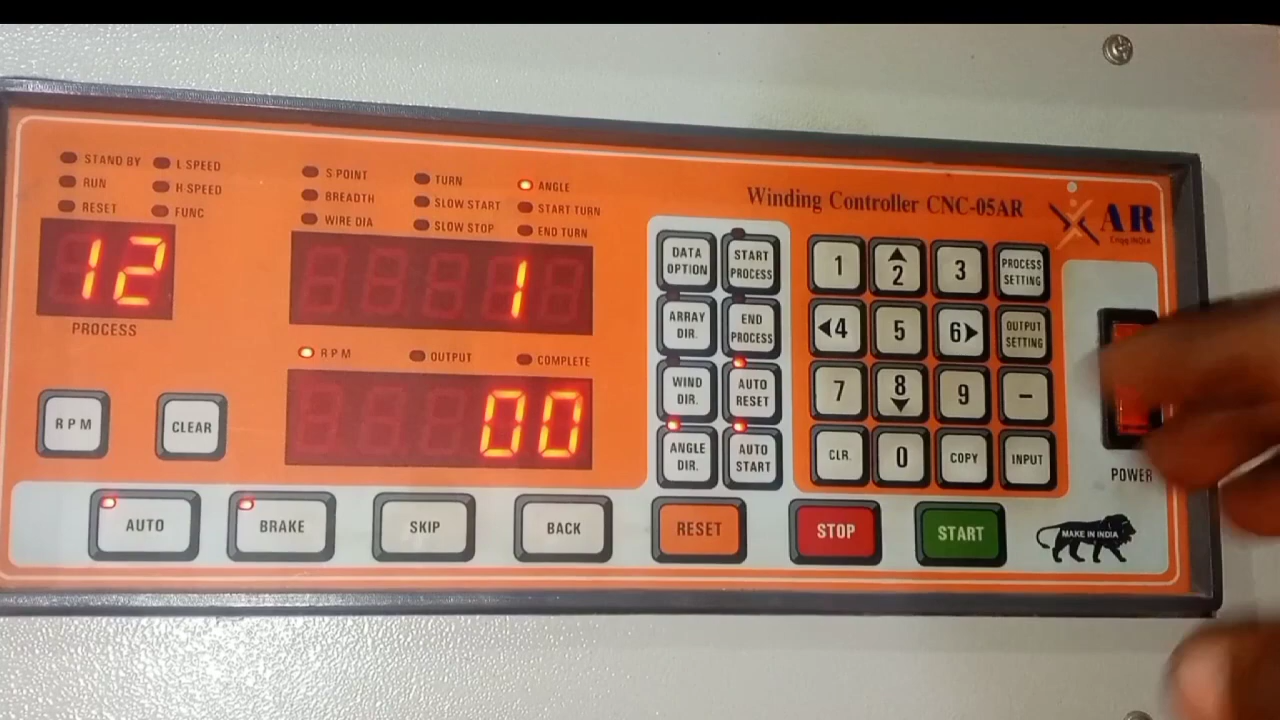 STAND BY
L SPEED
RUN
H SPEED
RESET
FUNC
12
PROCESS
S POINT
TURN
ANGLE
BREADTH
SLOW START
START TURN
WIRE DIA
SLOW STOP
END TURN
1
RPM
OUTPUT
COMPLETE
00
RPM
CLEAR
AUTO
BRAKE
SKIP
BACK
Winding Controller CNC-05AR
AR
DATA OPTION
START PROCESS
ARRAY DIR.
END PROCESS
WIND DIR.
AUTO RESET
ANGLE DIR.
AUTO START
1
2
3
PROCESS SETTING
4
5
6
OUTPUT SETTING
7
8
9
-
CLR.
0
COPY
INPUT
POWER
RESET
STOP
START
MAKE IN INDIA